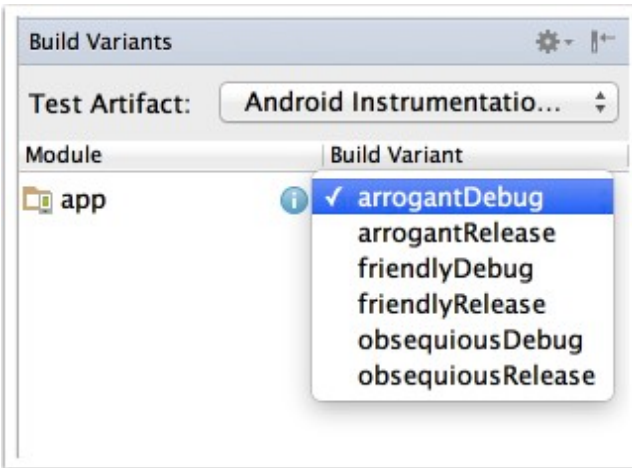 Build Variants
Test Artifact: Android Instrumentatio...
Module Build Variant
app ✓ arrogantDebug
arrogantRelease
friendlyDebug
friendlyRelease
obsequiousDebug
obsequiousRelease